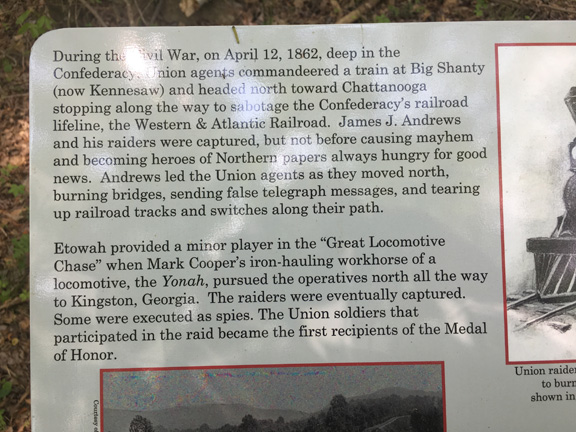 During the Civil War, on April 12, 1862, deep in the
Confederacy, Union agents commandeered a train at Big Shanty
(now Kennesaw) and headed north toward Chattanooga
stopping along the way to sabotage the Confederacy's railroad
lifeline, the Western & Atlantic Railroad. James J. Andrews
and his raiders were captured, but not before causing mayhem
and becoming heroes of Northern papers always hungry for good
news. Andrews led the Union agents as they moved north,
burning bridges, sending false telegraph messages, and tearing
up railroad tracks and switches along their path.
Etowah provided a minor player in the "Great Locomotive
Chase" when Mark Cooper's iron-hauling workhorse of a
locomotive, the Yonah, pursued the operatives north all the way
to Kingston, Georgia. The raiders were eventually captured.
Some were executed as spies. The Union soldiers that
participated in the raid became the first recipients of the Medal
of Honor.
Union raide
to burn
shown in
Courtesy